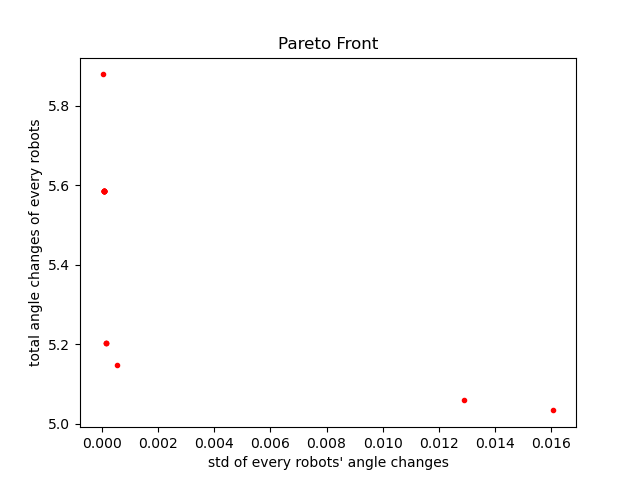 Pareto Front
total angle changes of every robots
5.8
5.6
5.4
5.2
5.0
0.000 0.002 0.004 0.006 0.008 0.010 0.012 0.014 0.016
std of every robots' angle changes